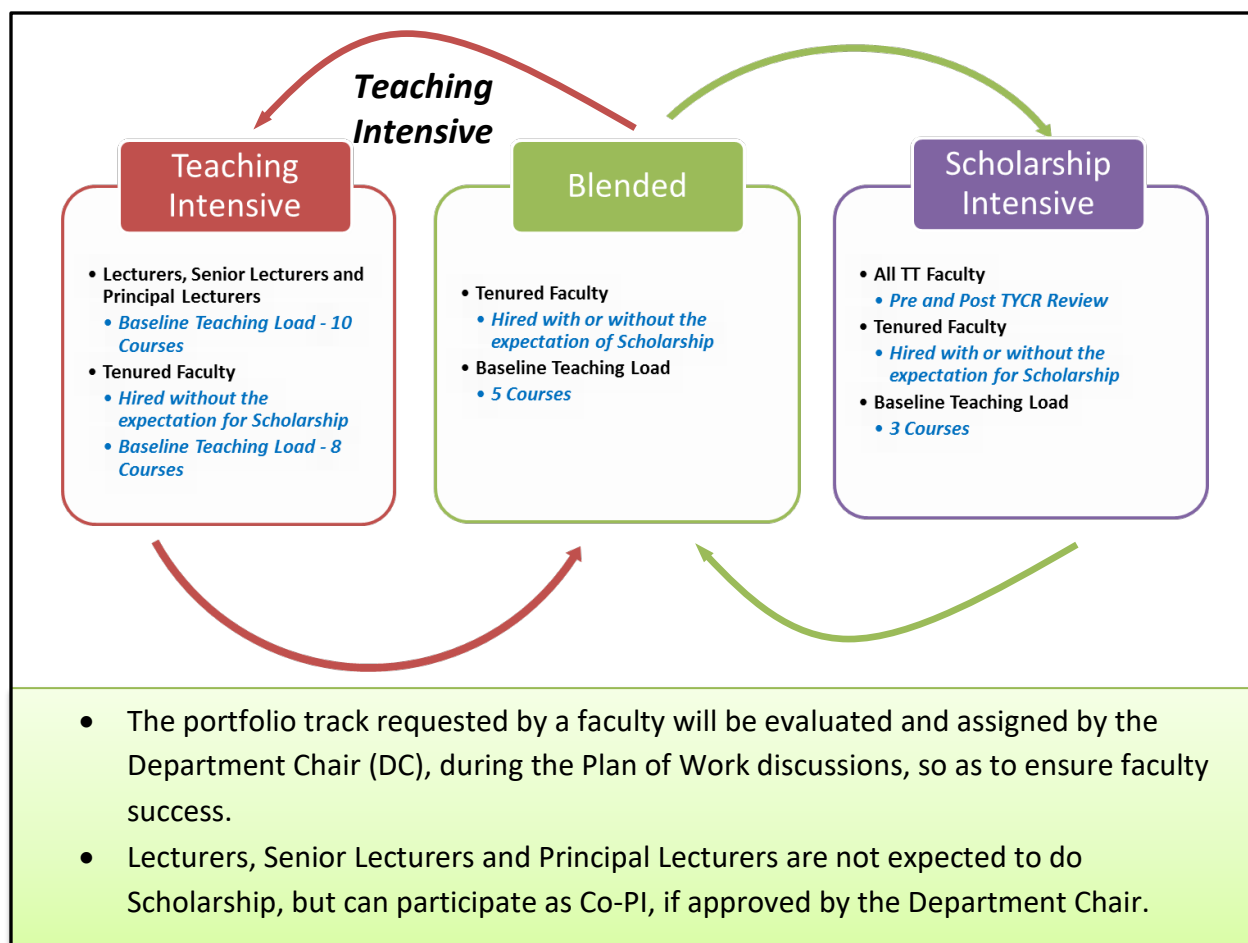 Teaching
Intensive
Teaching
Intensive
• Lecturers, Senior Lecturers and
Principal Lecturers
• Baseline Teaching Load - 10
Courses
• Tenured Faculty
• Hired without the
expectation for Scholarship
• Baseline Teaching Load - 8
Courses
Blended
• Tenured Faculty
• Hired with or without the
expectation of Scholarship
• Baseline Teaching Load
• 5 Courses
Scholarship
Intensive
• All TT Faculty
• Pre and Post TYCR Review
• Tenured Faculty
• Hired with or without the
expectation for Scholarship
• Baseline Teaching Load
• 3 Courses
• The portfolio track requested by a faculty will be evaluated and assigned by the
Department Chair (DC), during the Plan of Work discussions, so as to ensure faculty
success.
• Lecturers, Senior Lecturers and Principal Lecturers are not expected to do
Scholarship, but can participate as Co-PI, if approved by the Department Chair.